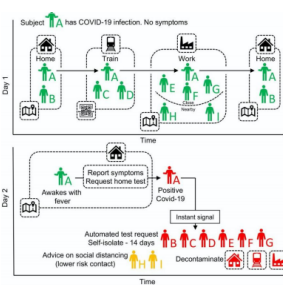 Subject A has COVID-19 infection. No symptoms
Day 1
Home
Train
Work
Home
A
A
A
A
B
C
D
E
F
G
B
Close
Nearby
H
I
Time
Day 2
A
Awakes with
fever
Report symptoms
Request home test
A
Positive
Covid-19
Instant signal
Automated test request
Self-isolate - 14 days
B
C
D
E
F
G
Advice on social distancing
(lower risk contact)
H
I
Decontaminate
Time